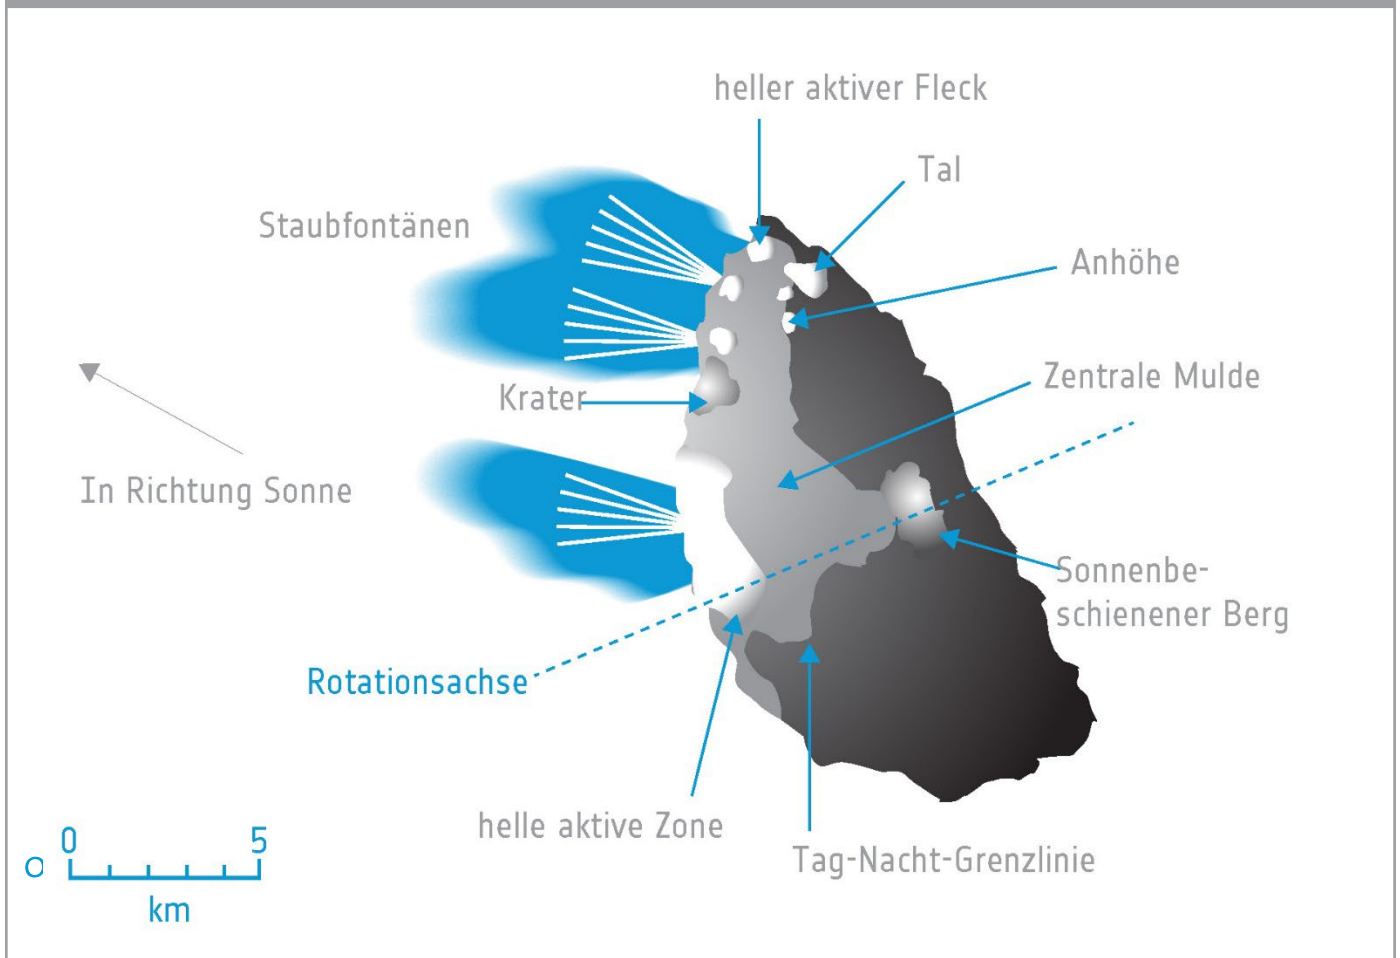 heller aktiver Fleck
Tal
Staubfontänen
Anhöhe
Zentrale Mulde
Krater
In Richtung Sonne
Sonnenbe-
schienener Berg
Rotationsachse
helle aktive Zone
Tag-Nacht-Grenzlinie
0 5
O
km